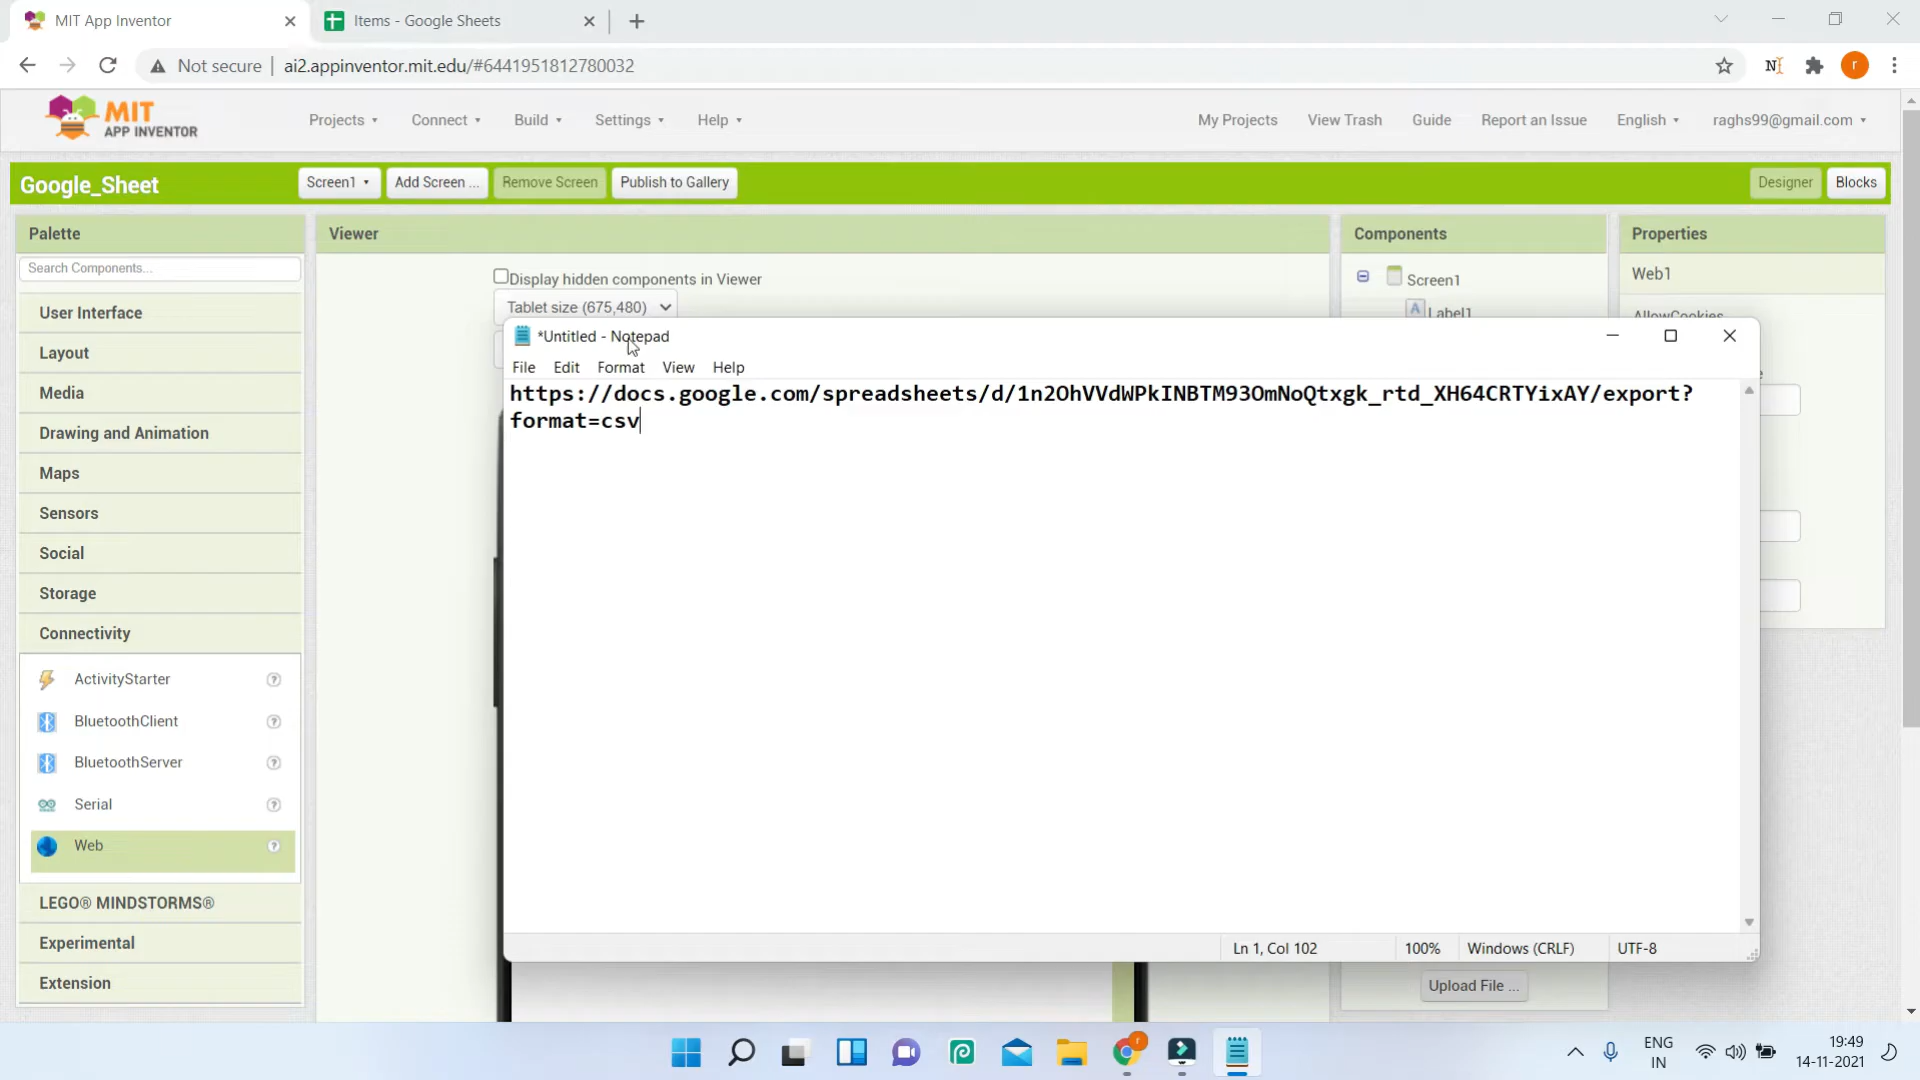 MIT App Inventor
Items - Google Sheets
Not secure
ai2.appinventor.mit.edu/#6441951812780032
N
r
MIT
APP INVENTOR
Projects
Connect
Build
Settings
Help
My Projects
View Trash
Guide
Report an Issue
English
raghs99@gmail.com
Google_Sheet
Screen1
Add Screen ...
Remove Screen
Publish to Gallery
Designer
Blocks
Palette
Viewer
Components
Properties
Search Components...
Display hidden components in Viewer
Screen1
Web1
Tablet size (675,480)
Label1
AllowCookies
User Interface
Layout
Media
Drawing and Animation
Maps
Sensors
Social
Storage
Connectivity
ActivityStarter
BluetoothClient
BluetoothServer
Serial
Web
LEGO® MINDSTORMS®
Experimental
Extension
*Untitled - Notepad
File Edit Format View Help
https://docs.google.com/spreadsheets/d/1n2OhVVdWPkINBTM93OmNoQtxgk_rtd_XH64CRTYixAY/export?
format=csv
Ln 1, Col 102
100%
Windows (CRLF)
UTF-8
Upload File ...
ENG
IN
19:49
14-11-2021